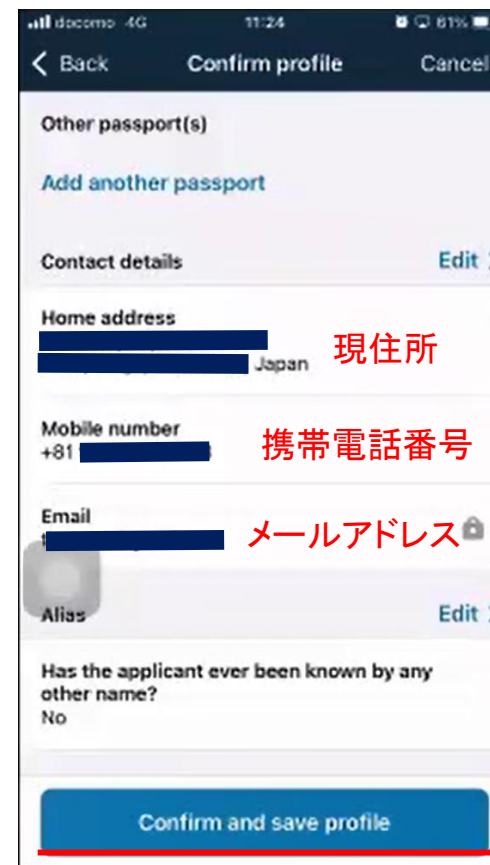 docomo 4G 11:24 61%
Back Confirm profile Cancel
Other passport(s)
Add another passport
Contact details Edit
Home address
Japan 現住所
Mobile number
+81 携帯電話番号
Email
メールアドレス
Alias Edit
Has the applicant ever been known by any
other name?
No
Confirm and save profile